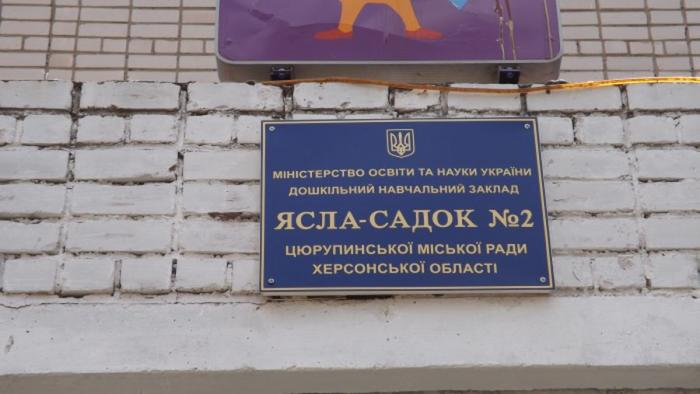 МІНІСТЕРСТВО ОСВІТИ ТА НАУКИ УКРАЇНИ
ДОШКІЛЬНИЙ НАВЧАЛЬНИЙ ЗАКЛАД
ЯСЛА-САДОК №2
ЦЮРУПИНСЬКОЇ МІСЬКОЇ РАДИ
ХЕРСОНСЬКОЇ ОБЛАСТІ